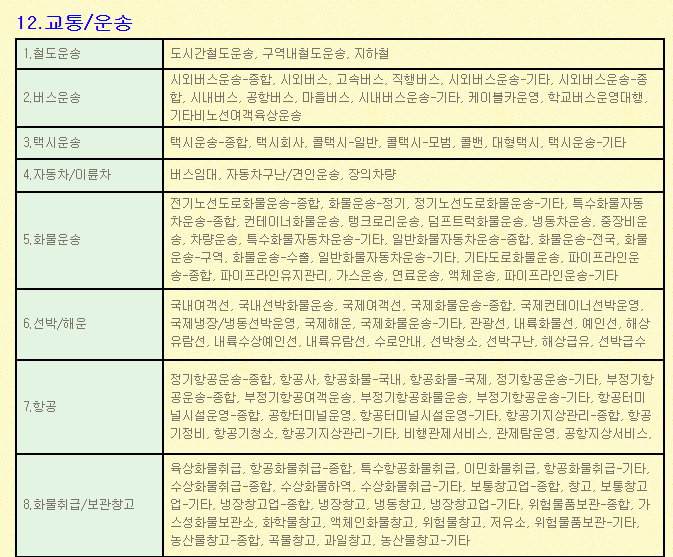 12.교통/운송
1.철도운송
도시간철도운송, 구역내철도운송, 지하철
2.버스운송
시외버스운송-종합, 시외버스, 고속버스, 직행버스, 시외버스운송-기타, 시외버스운송-종
합, 시내버스, 공항버스, 마을버스, 시내버스운송-기타, 케이블카운영, 학교버스운영대행,
기타비노선여객육상운송
3.택시운송
택시운송-종합, 택시회사, 콜택시-일반, 콜택시-모범, 콜밴, 대형택시, 택시운송-기타
4.자동차/이륜차
버스임대, 자동차구난/견인운송, 장의차량
5.화물운송
전기노선도로화물운송-종합, 화물운송-정기, 정기노선도로화물운송-기타, 특수화물자동
차운송-종합, 컨테이너화물운송, 탱크로리운송, 덤프트럭화물운송, 냉동차운송, 중장비운
송, 차량운송, 특수화물자동차운송-기타, 일반화물자동차운송-종합, 화물운송-전국, 화물
운송-구역, 화물운송-수출, 일반화물자동차운송-기타, 기타도로화물운송, 파이프라인운
송-종합, 파이프라인유지관리, 가스운송, 연료운송, 액체운송, 파이프라인운송-기타
6.선박/해운
국내여객선, 국내선박화물운송, 국제여객선, 국제화물운송-종합, 국제컨테이너선박운영,
국제냉장/냉동선박운영, 국제해운, 국제화물운송-기타, 관광선, 내륙화물선, 예인선, 해상
유람선, 내륙수상예인선, 내륙유람선, 수로안내, 선박청소, 선박구난, 해상급유, 선박급수
7.항공
정기항공운송-종합, 항공사, 항공화물-국내, 항공화물-국제, 정기항공운송-기타, 부정기항
공운송-종합, 부정기항공여객운송, 부정기항공화물운송, 부정기항공운송-기타, 항공터미
널시설운영-종합, 공항터미널운영, 항공터미널시설운영-기타, 항공기지상관리-종합, 항공
기정비, 항공기청소, 항공기지상관리-기타, 비행관제서비스, 관제탑운영, 공항지상서비스,
8.화물취급/보관창고
육상화물취급, 항공화물취급-종합, 특수항공화물취급, 이민화물취급, 항공화물취급-기타,
수상화물취급-종합, 수상화물하역, 수상화물취급-기타, 보통창고업-종합, 창고, 보통창고
업-기타, 냉장창고업-종합, 냉장창고, 냉동창고, 냉장창고업-기타, 위험물품보관-종합, 가
스성화물보관소, 화학물창고, 액체인화물창고, 위험물창고, 저유소, 위험물품보관-기타,
농산물창고-종합, 곡물창고, 과일창고, 농산물창고-기타